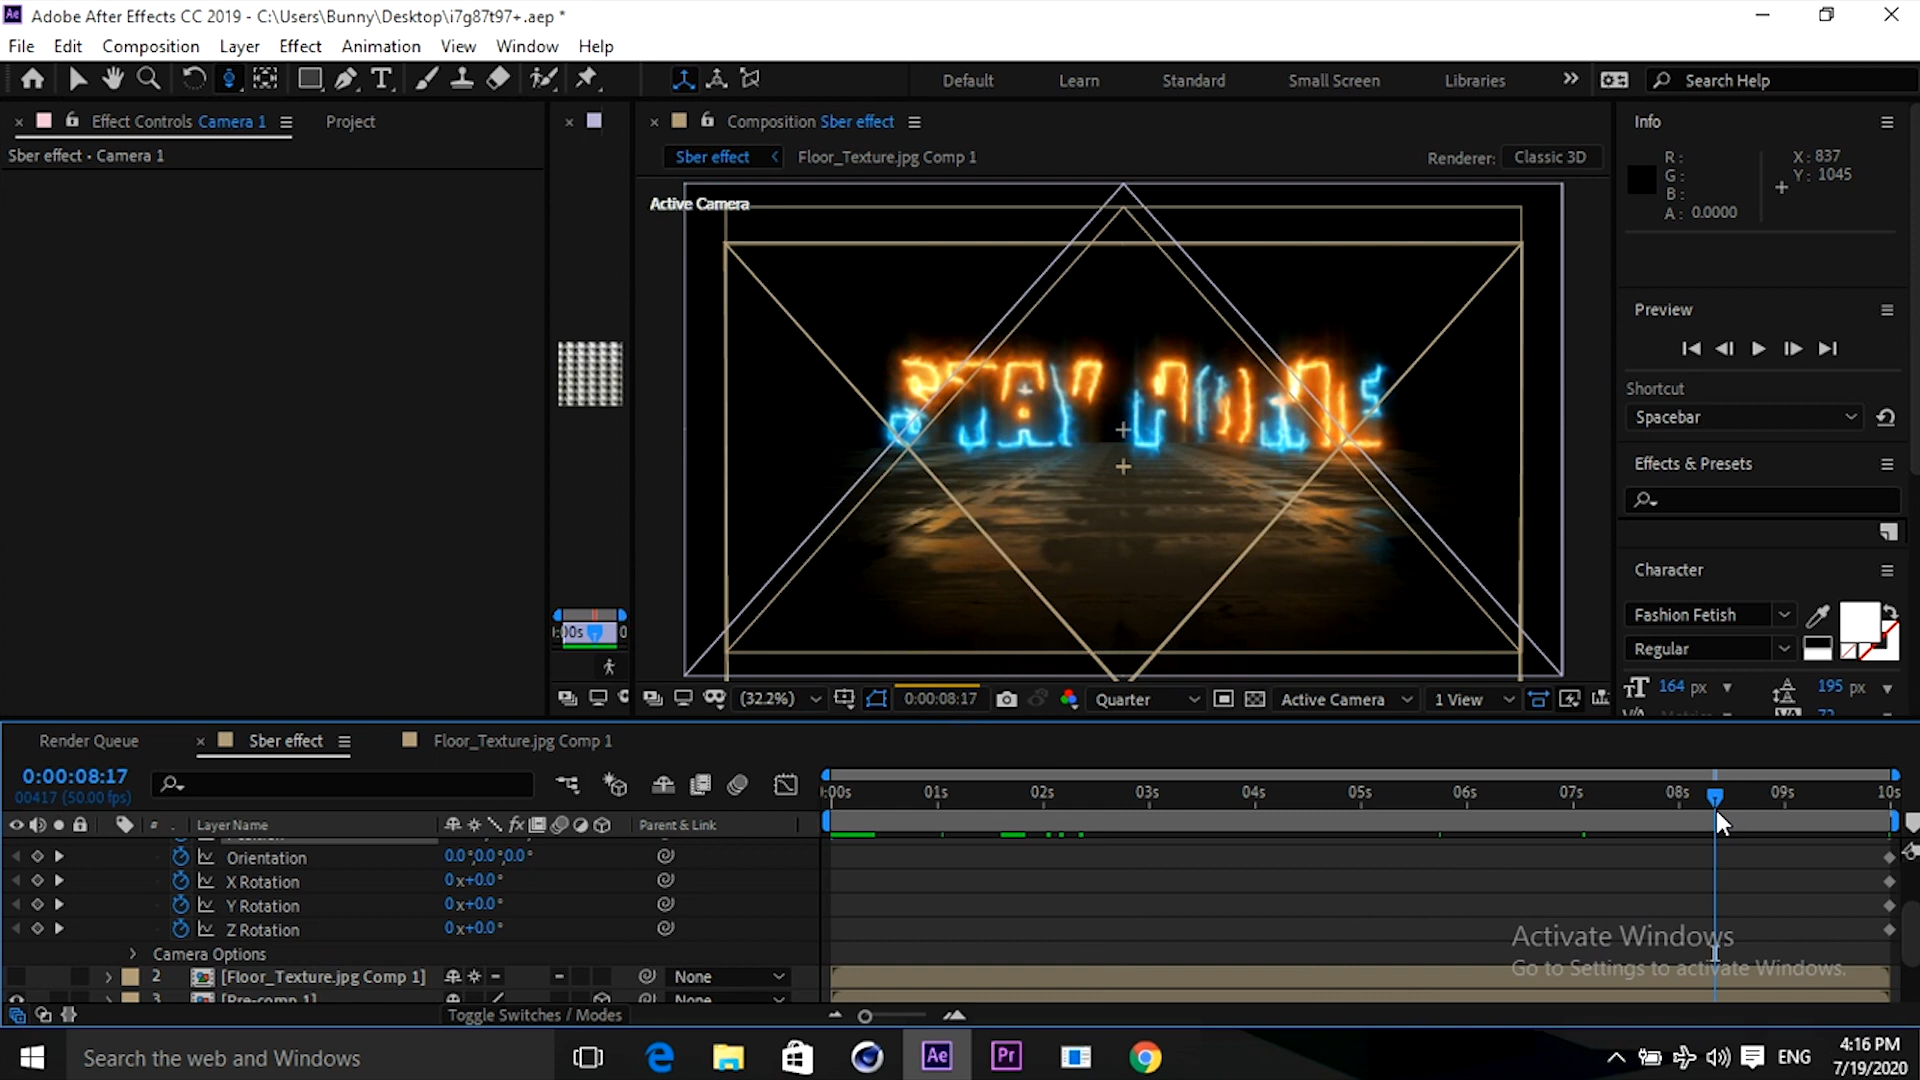 Adobe After Effects CC 2019 - C:\Users\Bunny\Desktop\i7g87t97+.aep *
File Edit Composition Layer Effect Animation View Window Help
Default Learn Standard Small Screen Libraries Search Help
Effect Controls Camera 1 Project
Composition Sber effect
Info
Sber effect • Camera 1
Sber effect Floor_Texture.jpg Comp 1
Renderer: Classic 3D
R:
G:
B:
A: 0.0000
X: 837
Y: 1045
Active Camera
STAY HOME
Preview
Shortcut
Spacebar
Effects & Presets
Character
Fashion Fetish
Regular
164 px
195 px
(32.2%) 0:00:08:17 Quarter Active Camera 1 View
Render Queue Sber effect Floor_Texture.jpg Comp 1
0:00:08:17
00417 (50.00 fps)
:00s 01s 02s 03s 04s 05s 06s 07s 08s 09s 10s
# Layer Name Parent & Link
Orientation 0.0°,0.0°,0.0°
X Rotation 0x+0.0°
Y Rotation 0x+0.0°
Z Rotation 0x+0.0°
Camera Options
2 [Floor_Texture.jpg Comp 1] None
3 [Pre-comp 1] None
Toggle Switches / Modes
Activate Windows
Go to Settings to activate Windows.
Search the web and Windows
ENG
4:16 PM
7/19/2020